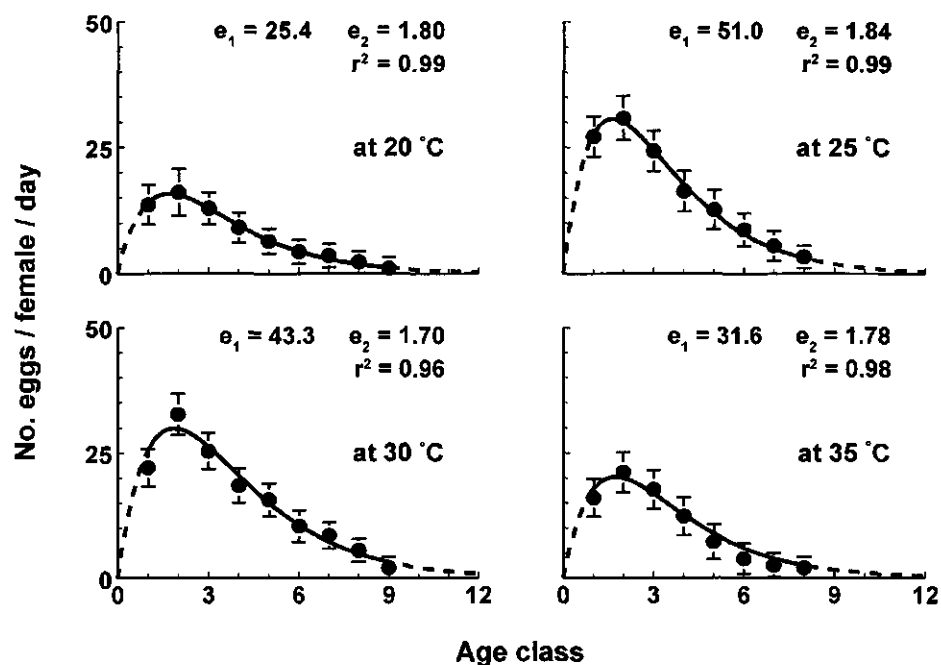 No. eggs / female / day
50
25
0
e₁ = 25.4 e₂ = 1.80
r² = 0.99
at 20 °C
e₁ = 51.0 e₂ = 1.84
r² = 0.99
at 25 °C
50
25
0
e₁ = 43.3 e₂ = 1.70
r² = 0.96
at 30 °C
0 3 6 9 12
e₁ = 31.6 e₂ = 1.78
r² = 0.98
at 35 °C
0 3 6 9 12
Age class